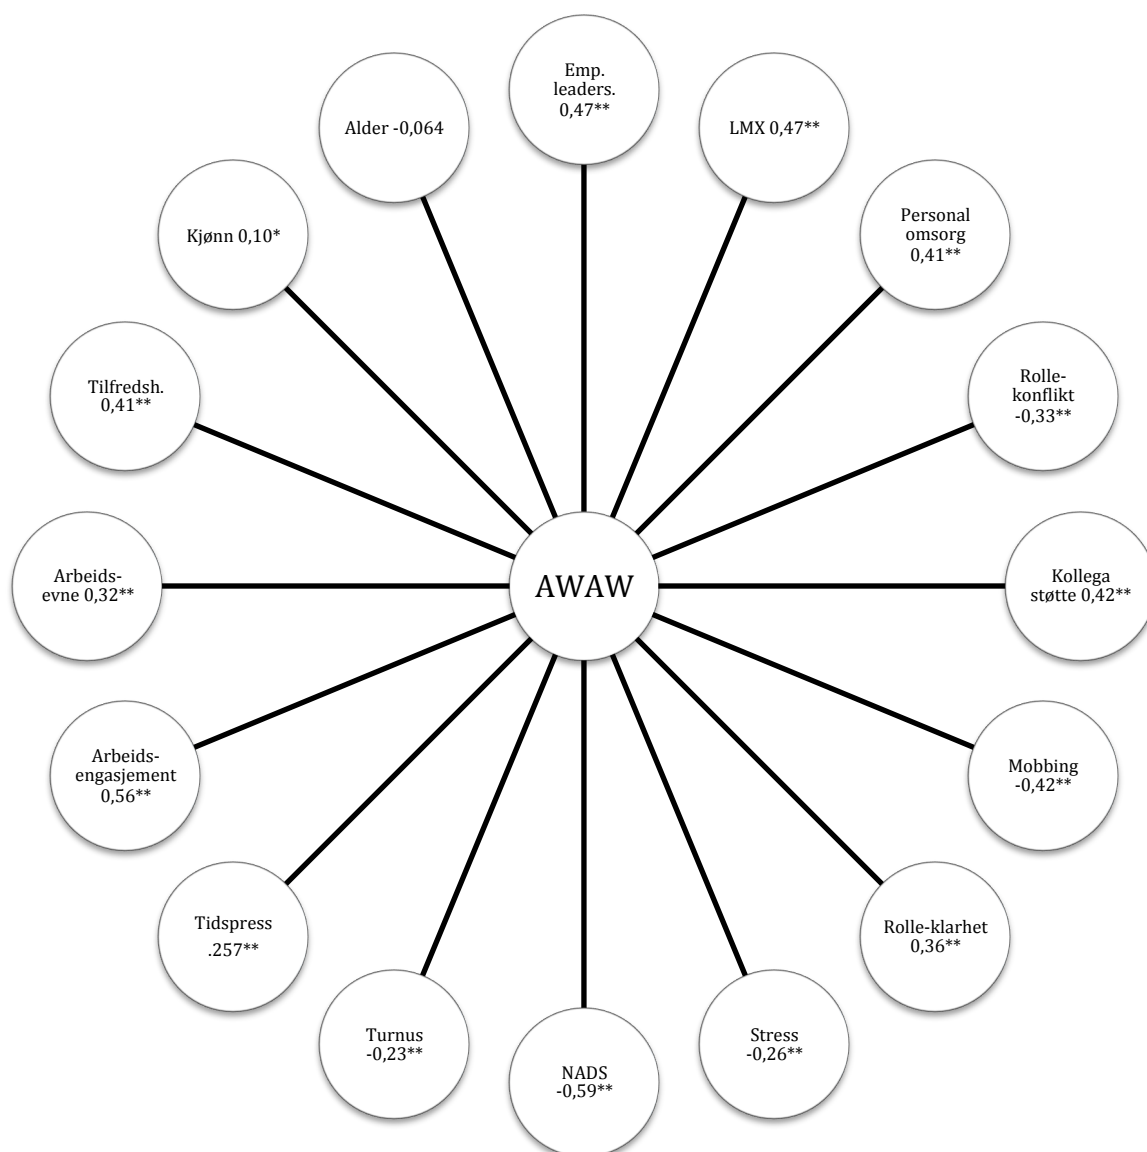 Emp.
leaders.
0,47**
LMX 0,47**
Personal
omsorg
0,41**
Rolle-
konflikt
-0,33**
Kollega
støtte 0,42**
Mobbing
-0,42**
Rolle-klarhet
0,36**
Stress
-0,26**
NADS
-0,59**
Turnus
-0,23**
Tidspress
.257**
Arbeids-
engasjement
0,56**
Arbeids-
evne 0,32**
Tilfredsh.
0,41**
Kjønn 0,10*
Alder -0,064
AWAW